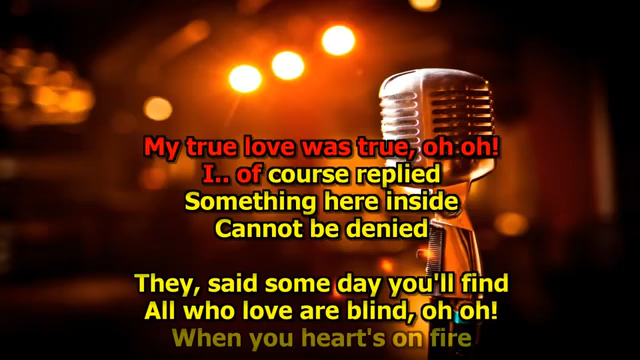 My true love was true, oh oh!
I.. of course replied
Something here inside
Cannot be denied
They, said some day you'll find
All who love are blind, oh oh!
When you heart's on fire